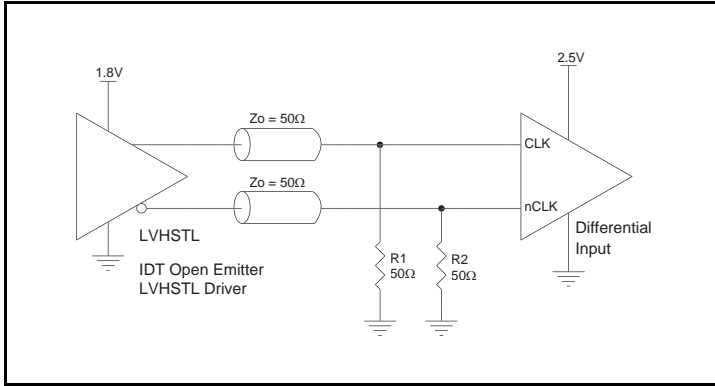 1.8V
2.5V
Zo = 50Ω
CLK
Zo = 50Ω
nCLK
Differential
Input
LVHSTL
IDT Open Emitter
LVHSTL Driver
R1
50Ω
R2
50Ω